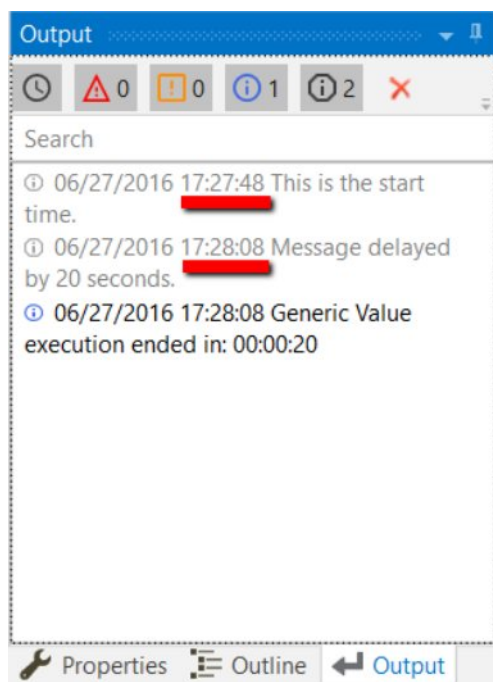 Output
0 0 1 2
Search
06/27/2016 17:27:48 This is the start
time.
06/27/2016 17:28:08 Message delayed
by 20 seconds.
06/27/2016 17:28:08 Generic Value
execution ended in: 00:00:20
Properties Outline Output